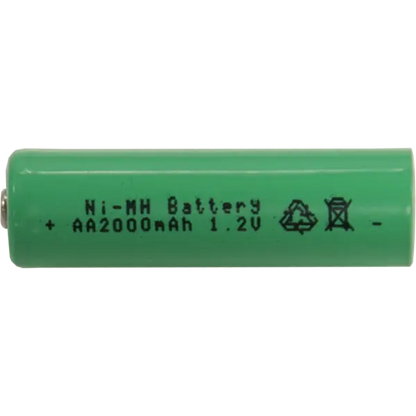 Ni-MH Battery
+ AA2000mAh 1.2V -